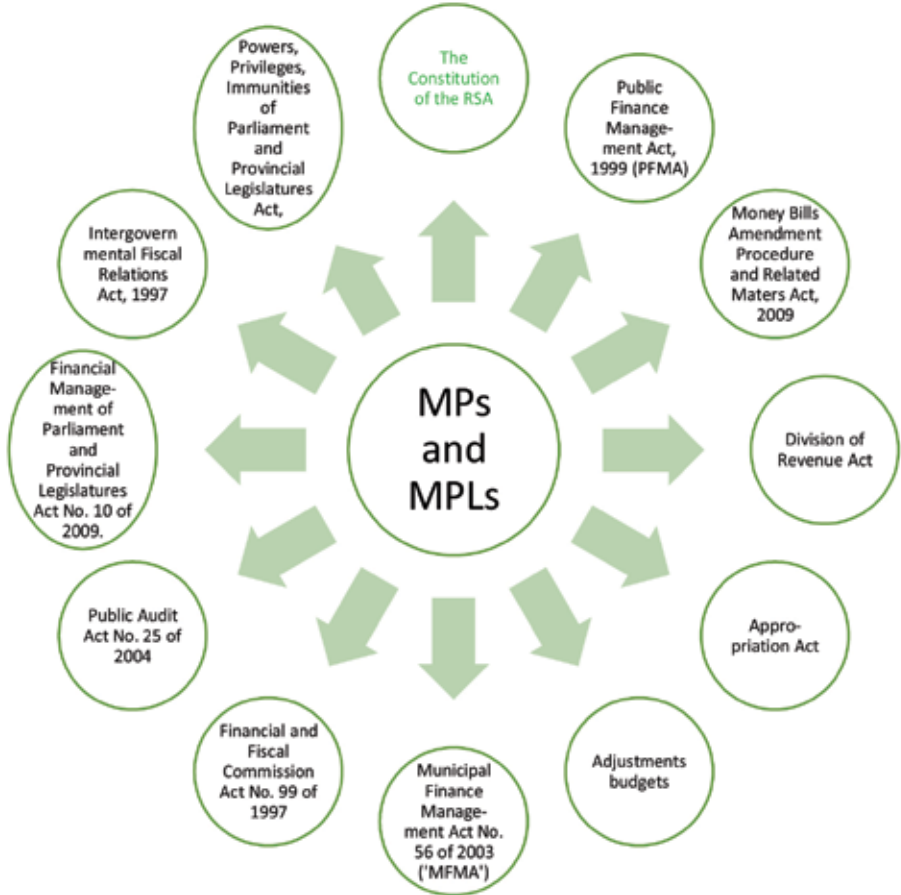 The
Constitution
of the RSA
Public
Finance
Manage-
ment Act,
1999 (PFMA)
Money Bills
Amendment
Procedure
and Related
Maters Act,
2009
Division of
Revenue Act
Appro-
priation Act
Adjustments
budgets
Municipal
Finance
Manage-
ment Act No.
56 of 2003
('MFMA')
Financial and
Fiscal
Commission
Act No. 99 of
1997
Public Audit
Act No. 25 of
2004
Financial
Manage-
ment of
Parliament
and
Provincial
Legislatures
Act No. 10 of
2009.
Intergovern
mental Fiscal
Relations
Act, 1997
Powers,
Privileges,
Immunities
of
Parliament
and
Provincial
Legislatures
Act,
MPs
and
MPLs